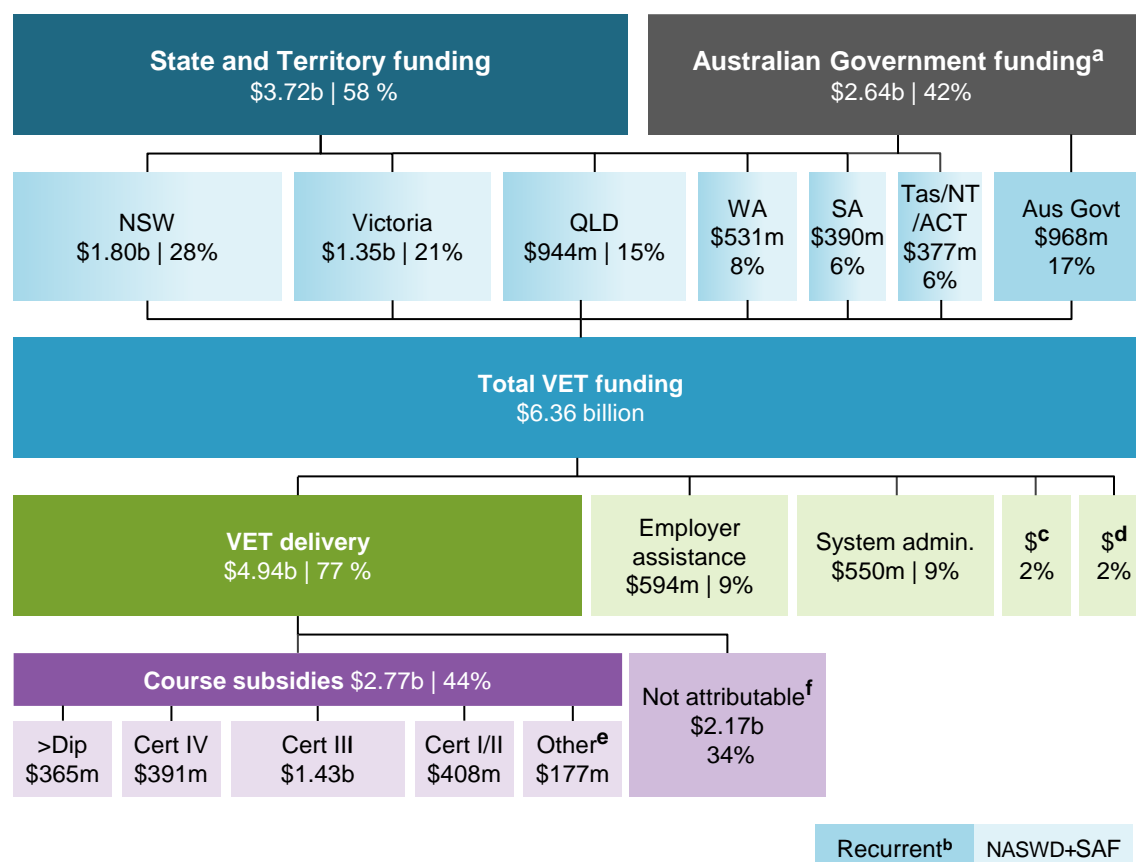 State and Territory funding
$3.72b | 58 %
Australian Government fundingᵃ
$2.64b | 42%
NSW
$1.80b | 28%
Victoria
$1.35b | 21%
QLD
$944m | 15%
WA
$531m
8%
SA
$390m
6%
Tas/NT
/ACT
$377m
6%
Aus Govt
$968m
17%
Total VET funding
$6.36 billion
VET delivery
$4.94b | 77 %
Employer
assistance
$594m | 9%
System admin.
$550m | 9%
$ᶜ
2%
$ᵈ
2%
Course subsidies $2.77b | 44%
Not attributableᶠ
$2.17b
34%
>Dip
$365m
Cert IV
$391m
Cert III
$1.43b
Cert I/II
$408m
Otherᵉ
$177m
Recurrentᵇ
NASWD+SAF